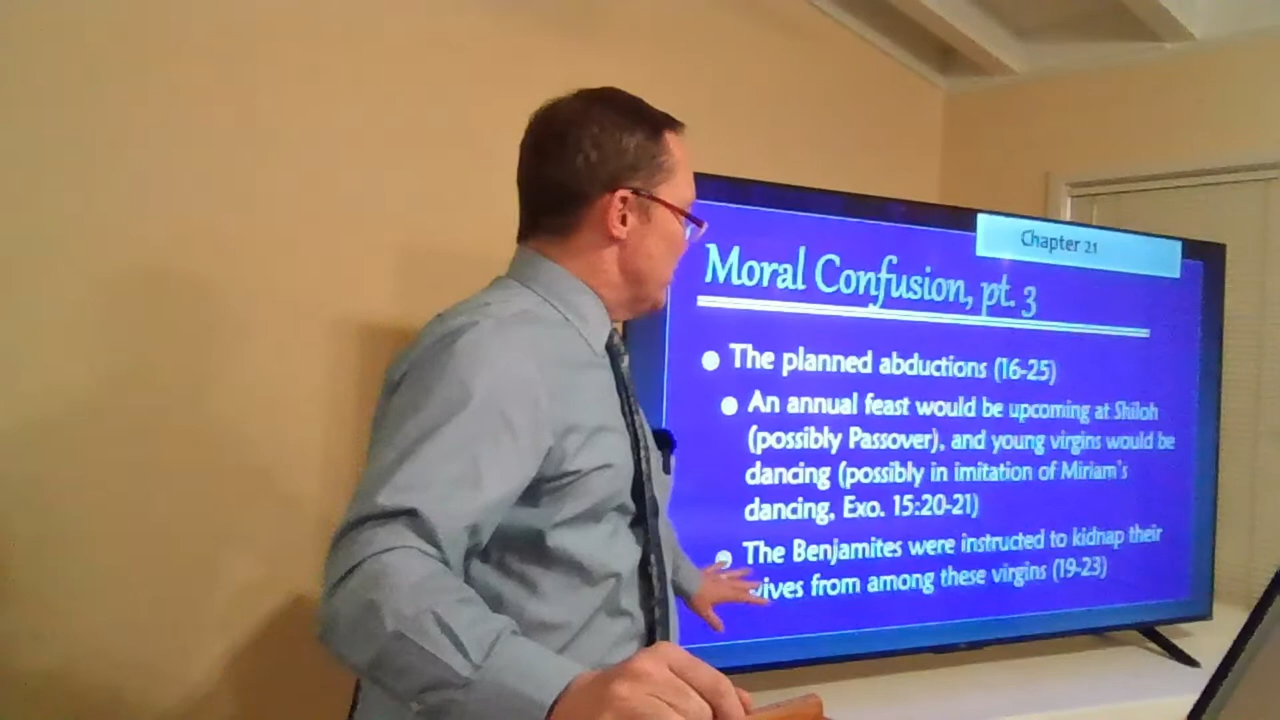 Chapter 21
Moral Confusion, pt. 3
The planned abductions (16-25)
An annual feast would be upcoming at Shiloh
(possibly Passover), and young virgins would be
dancing (possibly in imitation of Miriam's
dancing, Exo. 15:20-21)
The Benjamites were instructed to kidnap their
wives from among these virgins (19-23)